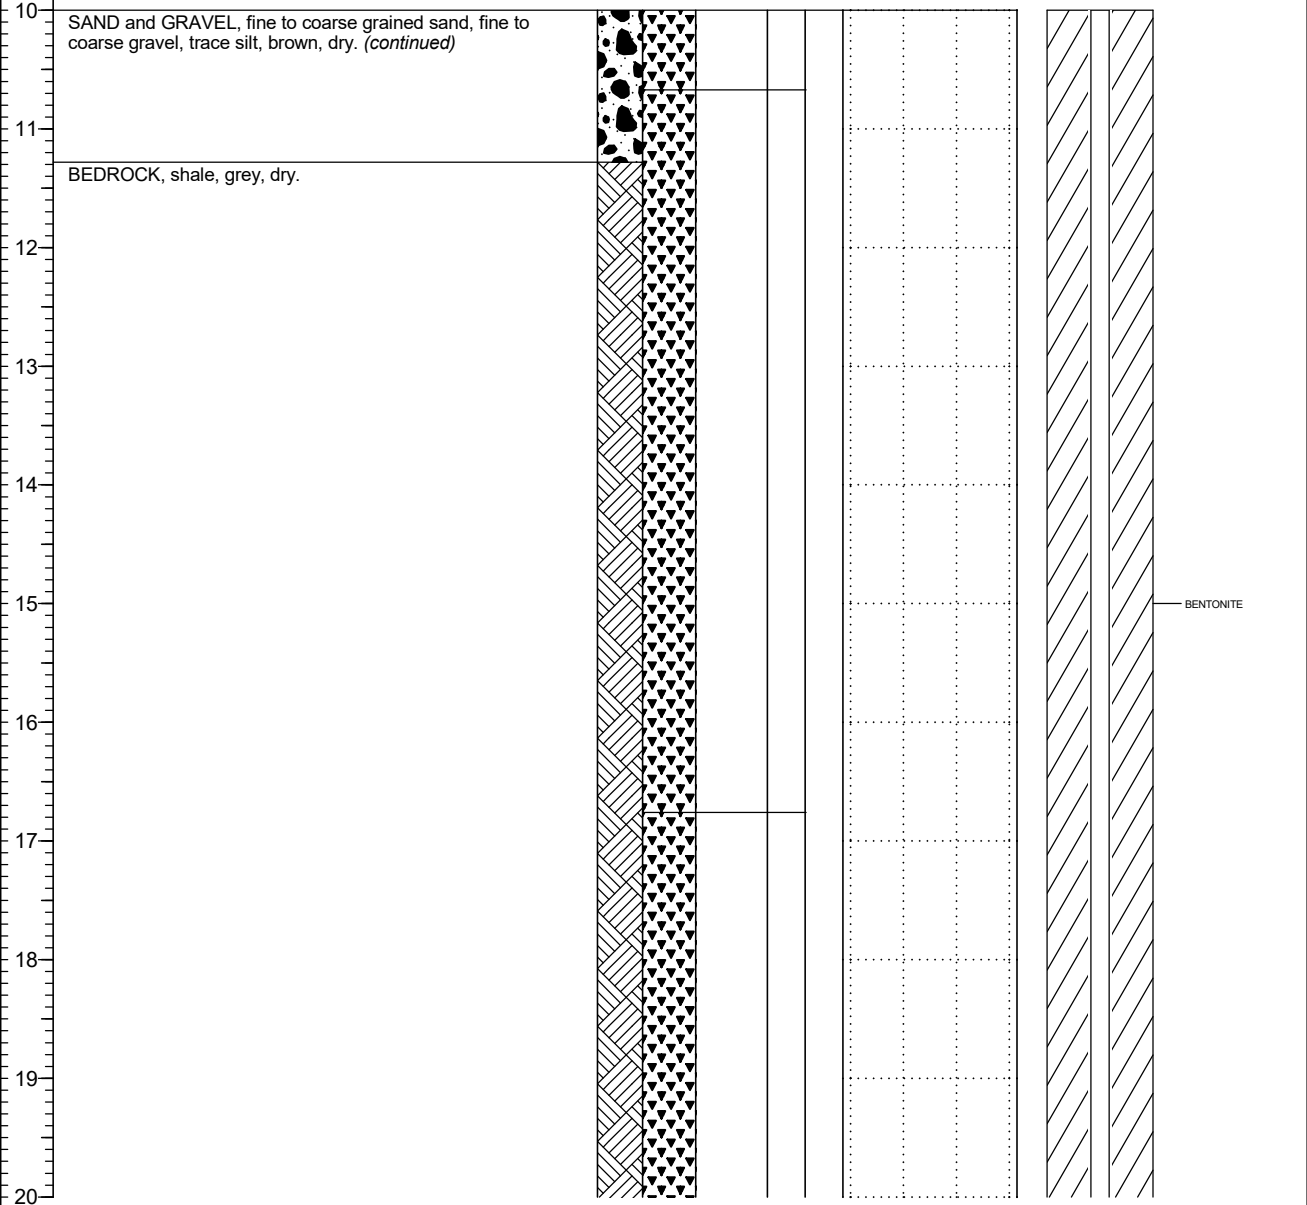 10
SAND and GRAVEL, fine to coarse grained sand, fine to
coarse gravel, trace silt, brown, dry. (continued)
11
BEDROCK, shale, grey, dry.
12
13
14
15
BENTONITE
16
17
18
19
20